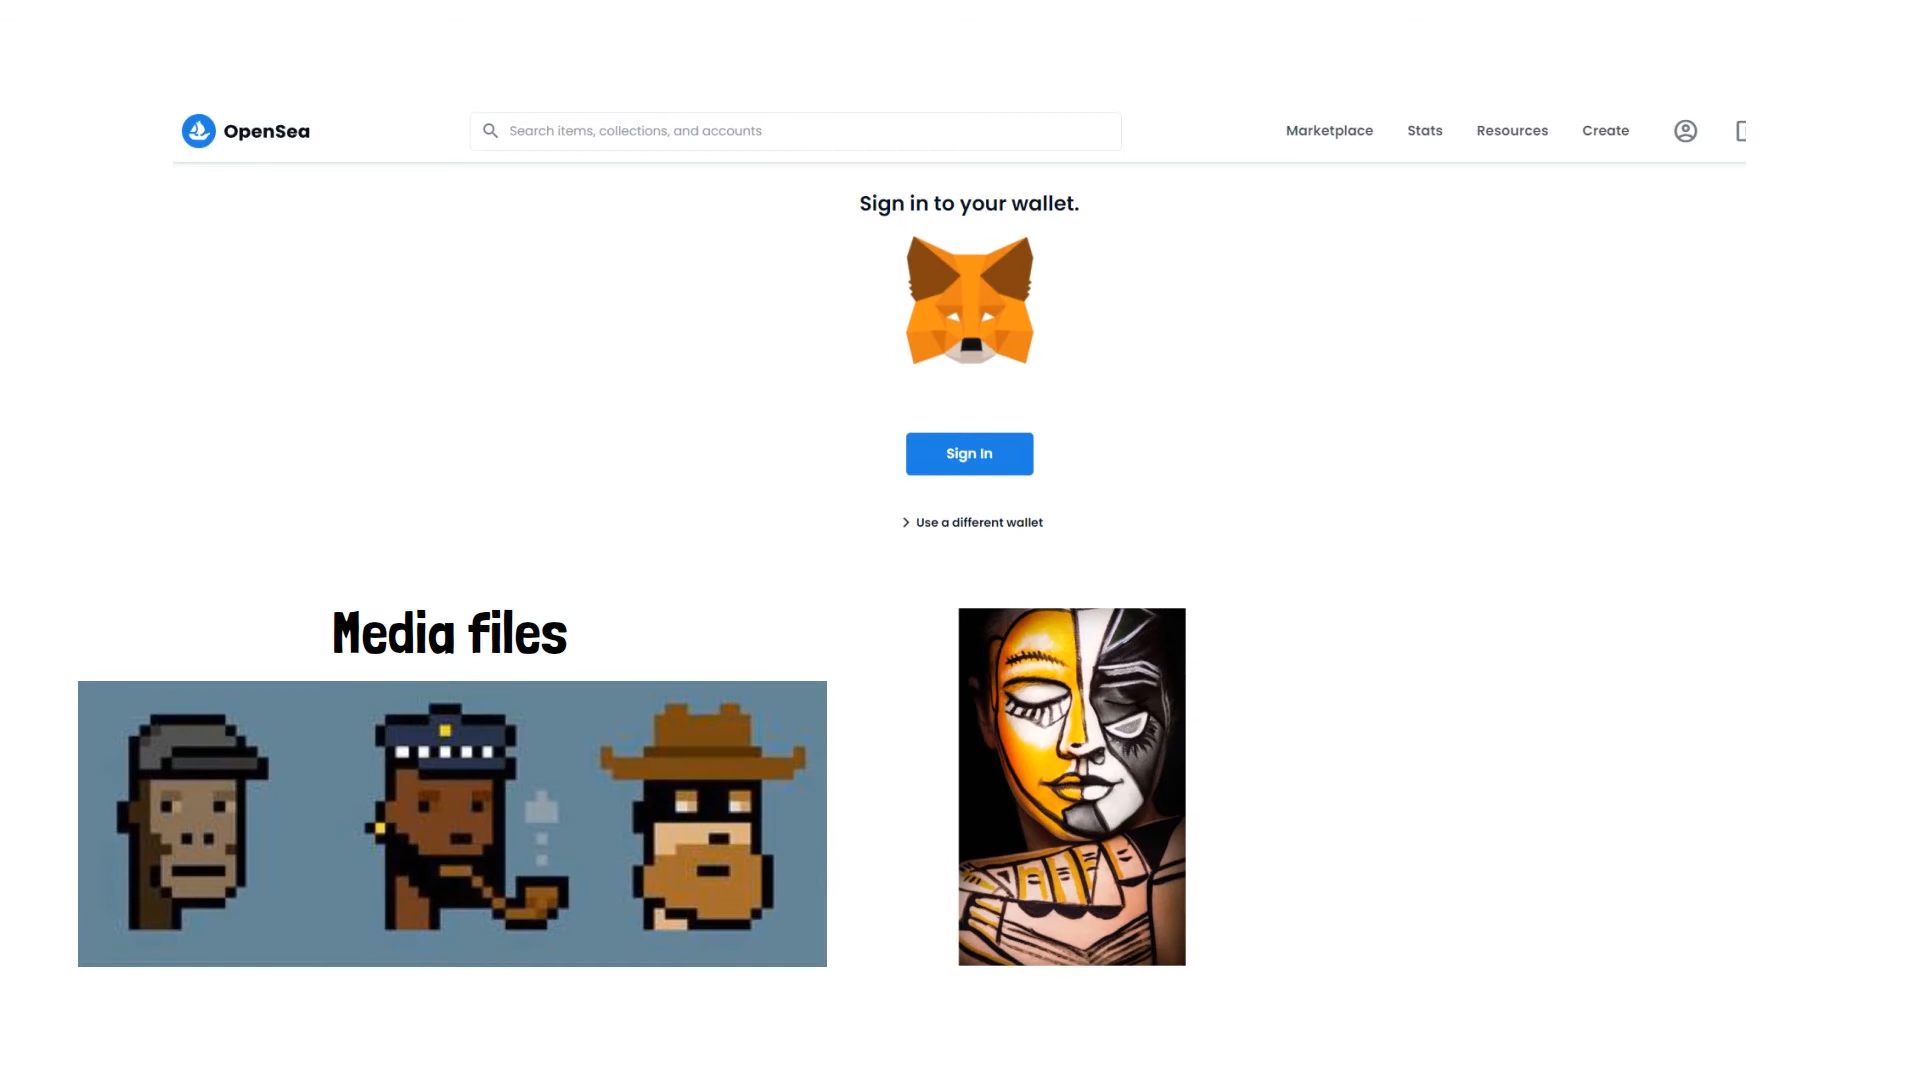 OpenSea
Search items, collections, and accounts
Marketplace
Stats
Resources
Create
Sign in to your wallet.
Sign In
Use a different wallet
Media files